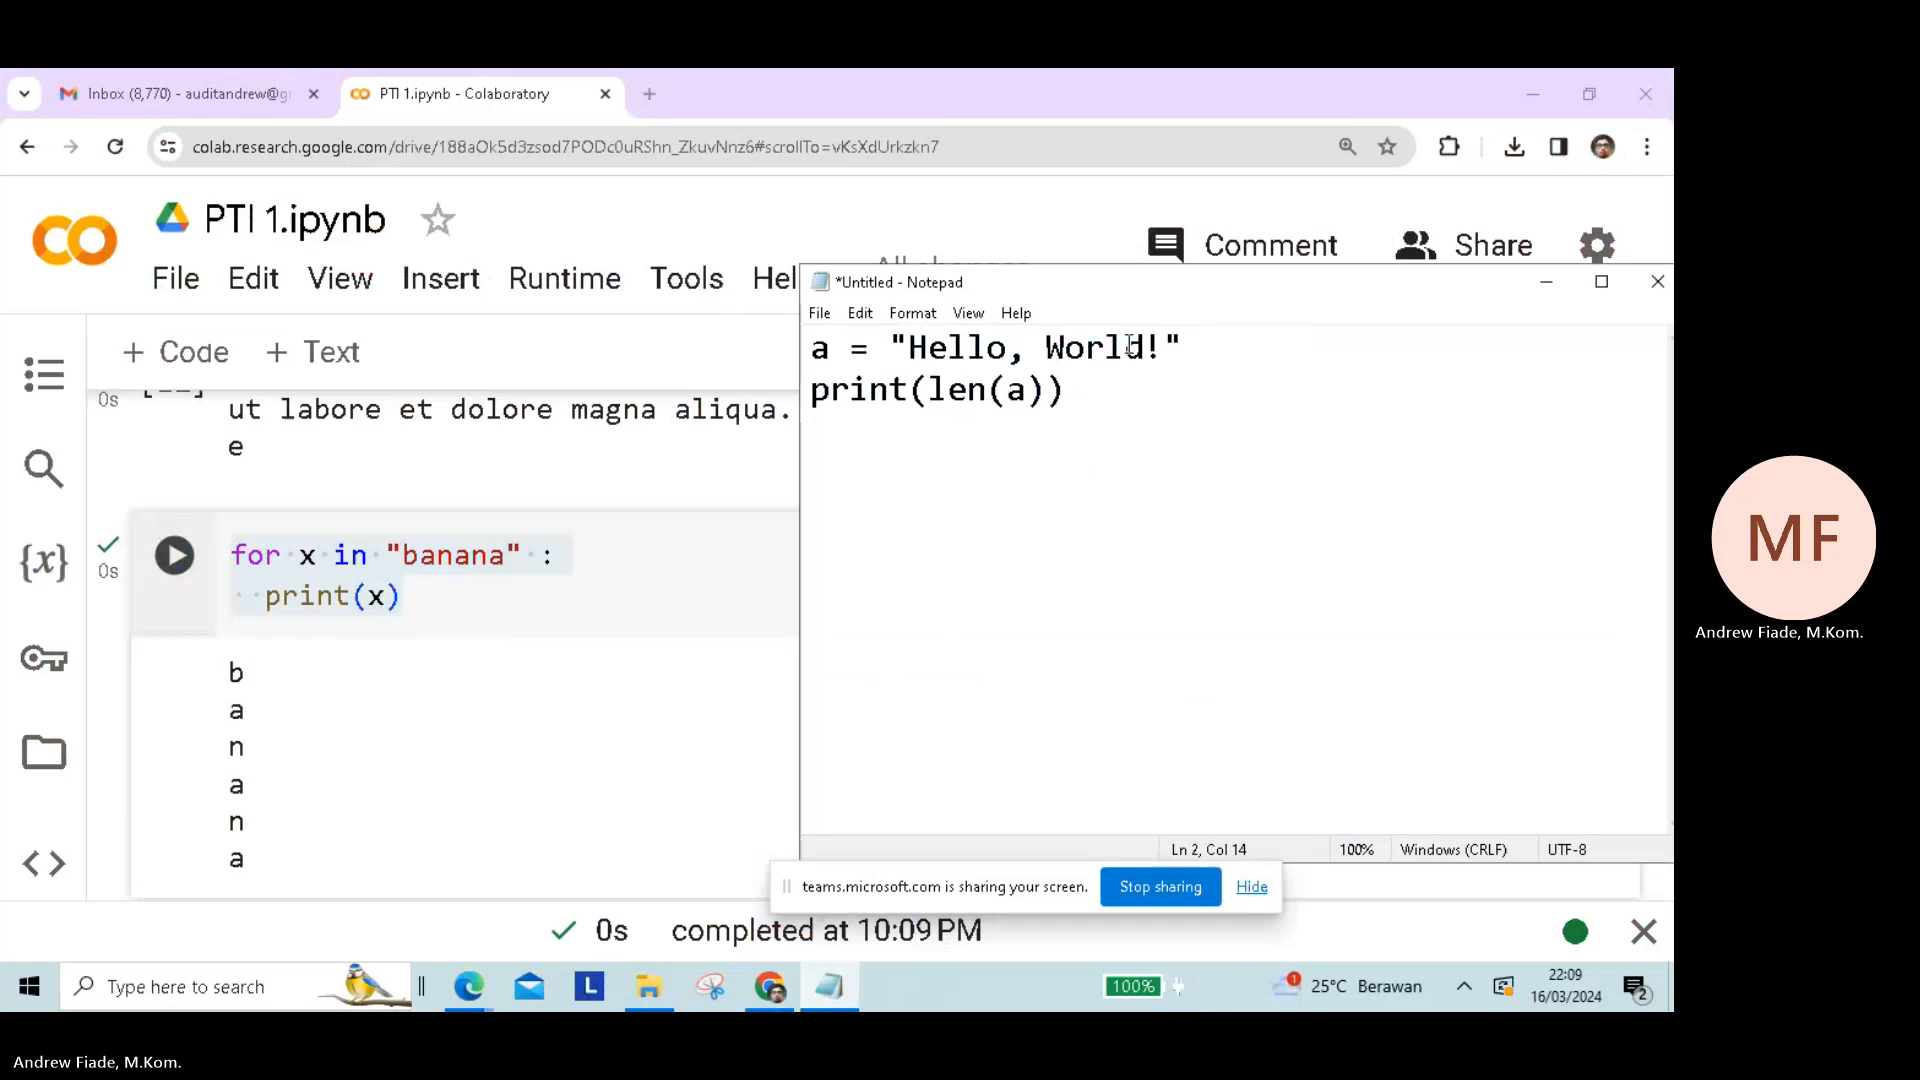 Inbox (8,770) - auditandrew@g
PTI 1.ipynb - Colaboratory
colab.research.google.com/drive/188aOk5d3zsod7PODc0uRShn_ZkuvNnz6#scrollTo=vKsXdUrkzkn7
PTI 1.ipynb
Comment
Share
File Edit View Insert Runtime Tools Hel
*Untitled - Notepad
File Edit Format View Help
a = "Hello, World!"
print(len(a))
+ Code + Text
0s
ut labore et dolore magna aliqua.
e
{x}
0s
for x in "banana" :
print(x)
b
a
n
a
n
a
Ln 2, Col 14 100% Windows (CRLF) UTF-8
teams.microsoft.com is sharing your screen. Stop sharing Hide
0s completed at 10:09 PM
Type here to search
L
100%
1
25°C Berawan
22:09
16/03/2024
2
MF
Andrew Fiade, M.Kom.
Andrew Fiade, M.Kom.